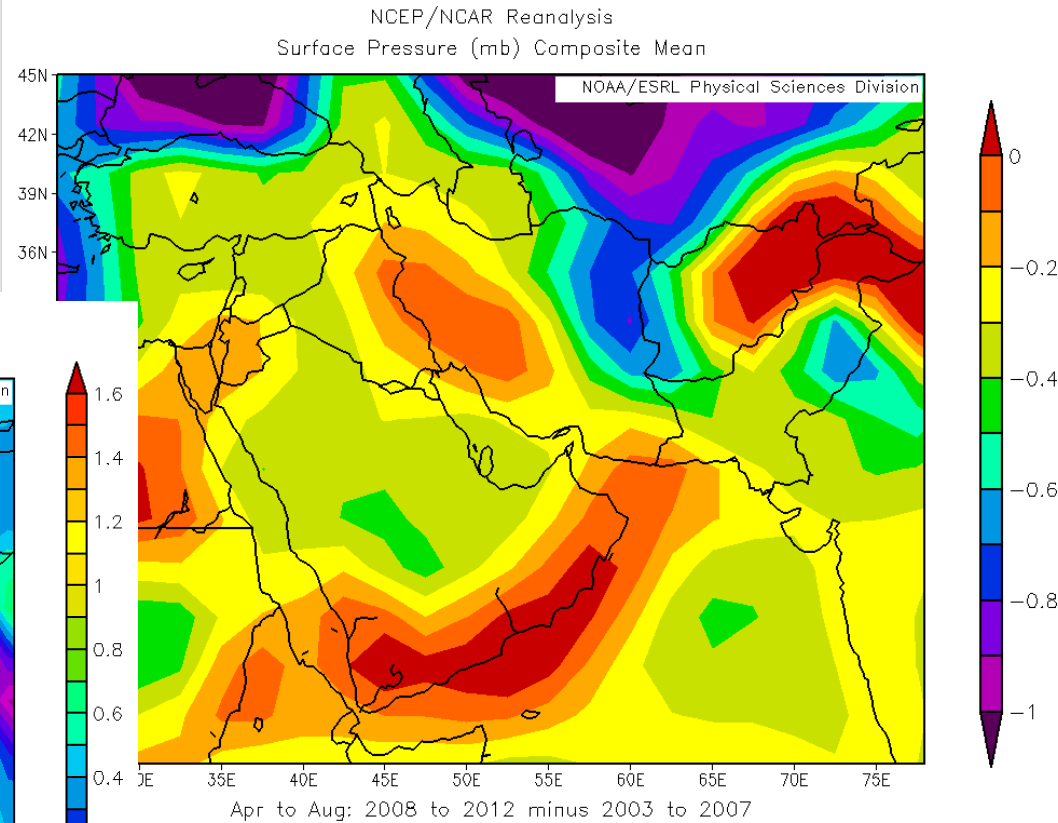 NCEP/NCAR Reanalysis
Surface Pressure (mb) Composite Mean
NOAA/ESRL Physical Sciences Division
45N
42N
39N
36N
35E
40E
45E
50E
55E
60E
65E
70E
75E
Apr to Aug: 2008 to 2012 minus 2003 to 2007
0
−0.2
−0.4
−0.6
−0.8
−1
n
1.6
1.4
1.2
1
0.8
0.6
0.4